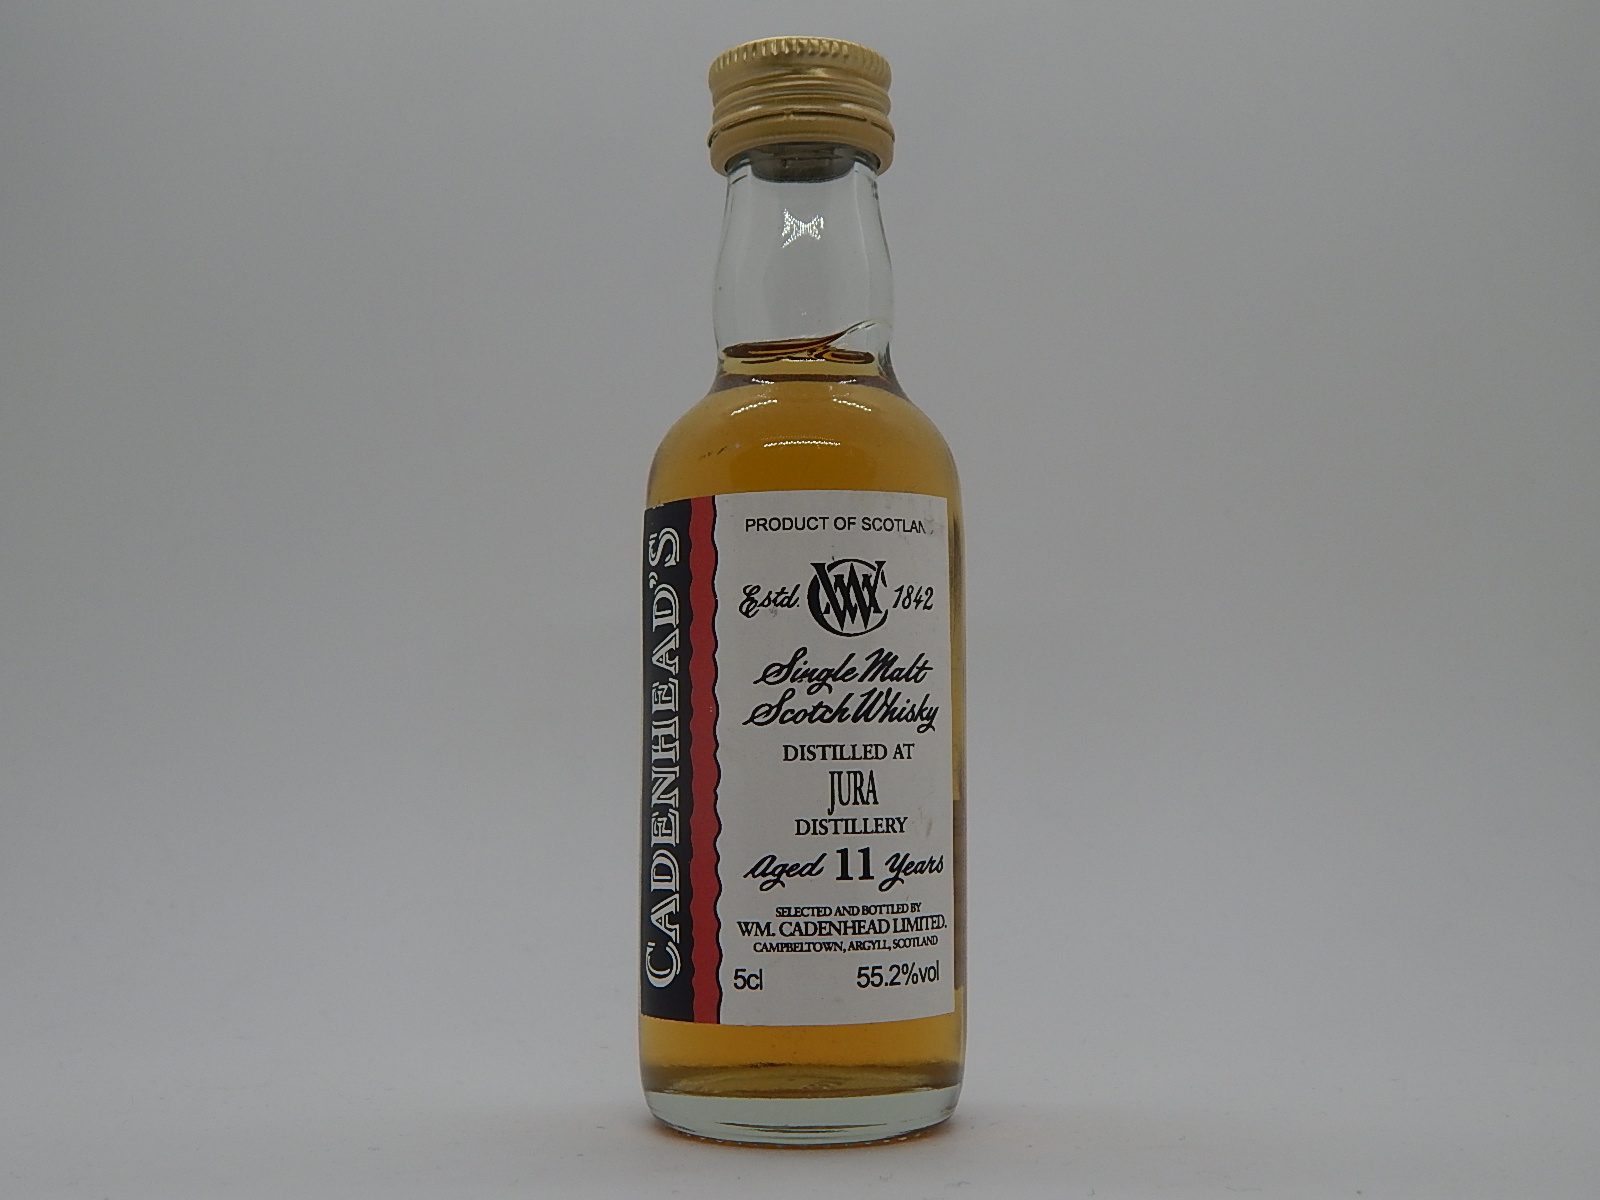 CADENHEAD'S
PRODUCT OF SCOTLAN
Estd. WC 1842
Single Malt
Scotch Whisky
DISTILLED AT
JURA
DISTILLERY
Aged 11 Years
SELECTED AND BOTTLED BY
WM. CADENHEAD LIMITED.
CAMPBELTOWN, ARGYLL, SCOTLAND
5cl 55.2%vol